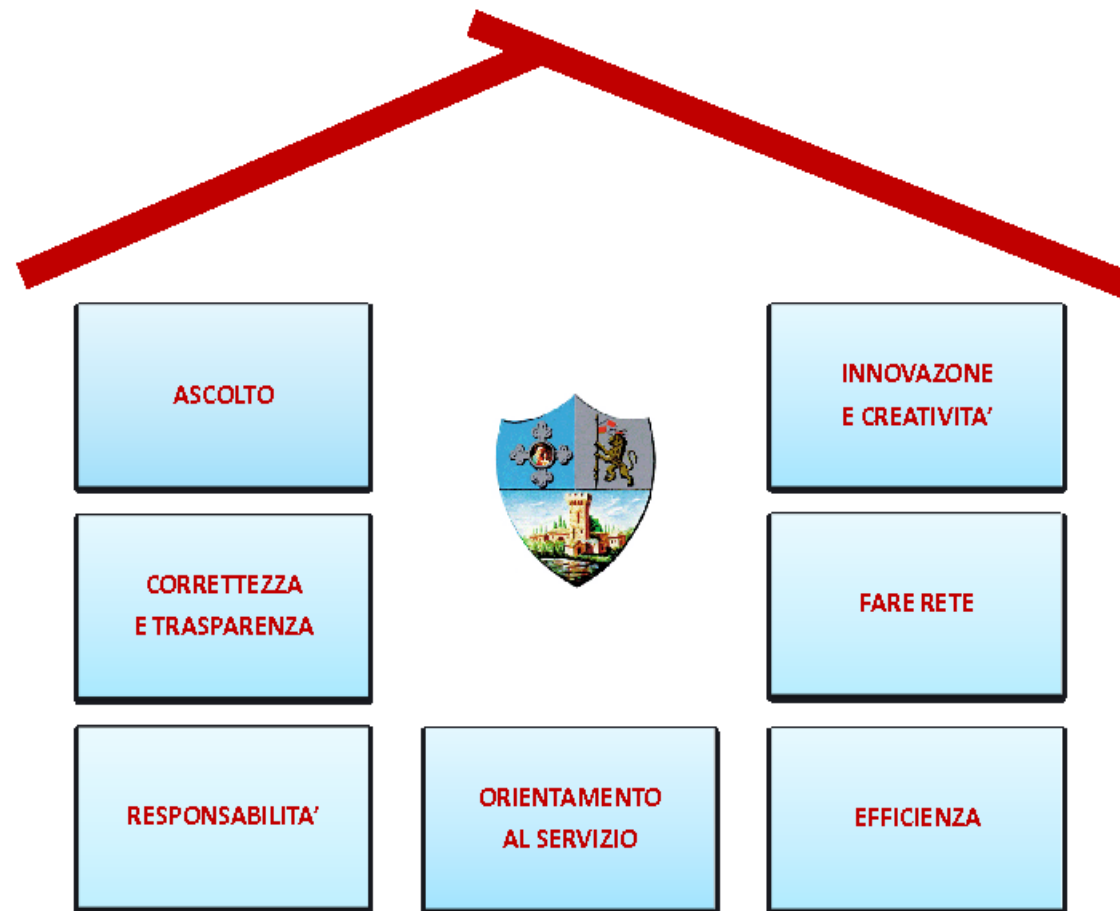 ASCOLTO
INNOVAZONE
E CREATIVITA’
CORRETTEZZA
E TRASPARENZA
FARE RETE
RESPONSABILITA’
ORIENTAMENTO
AL SERVIZIO
EFFICIENZA